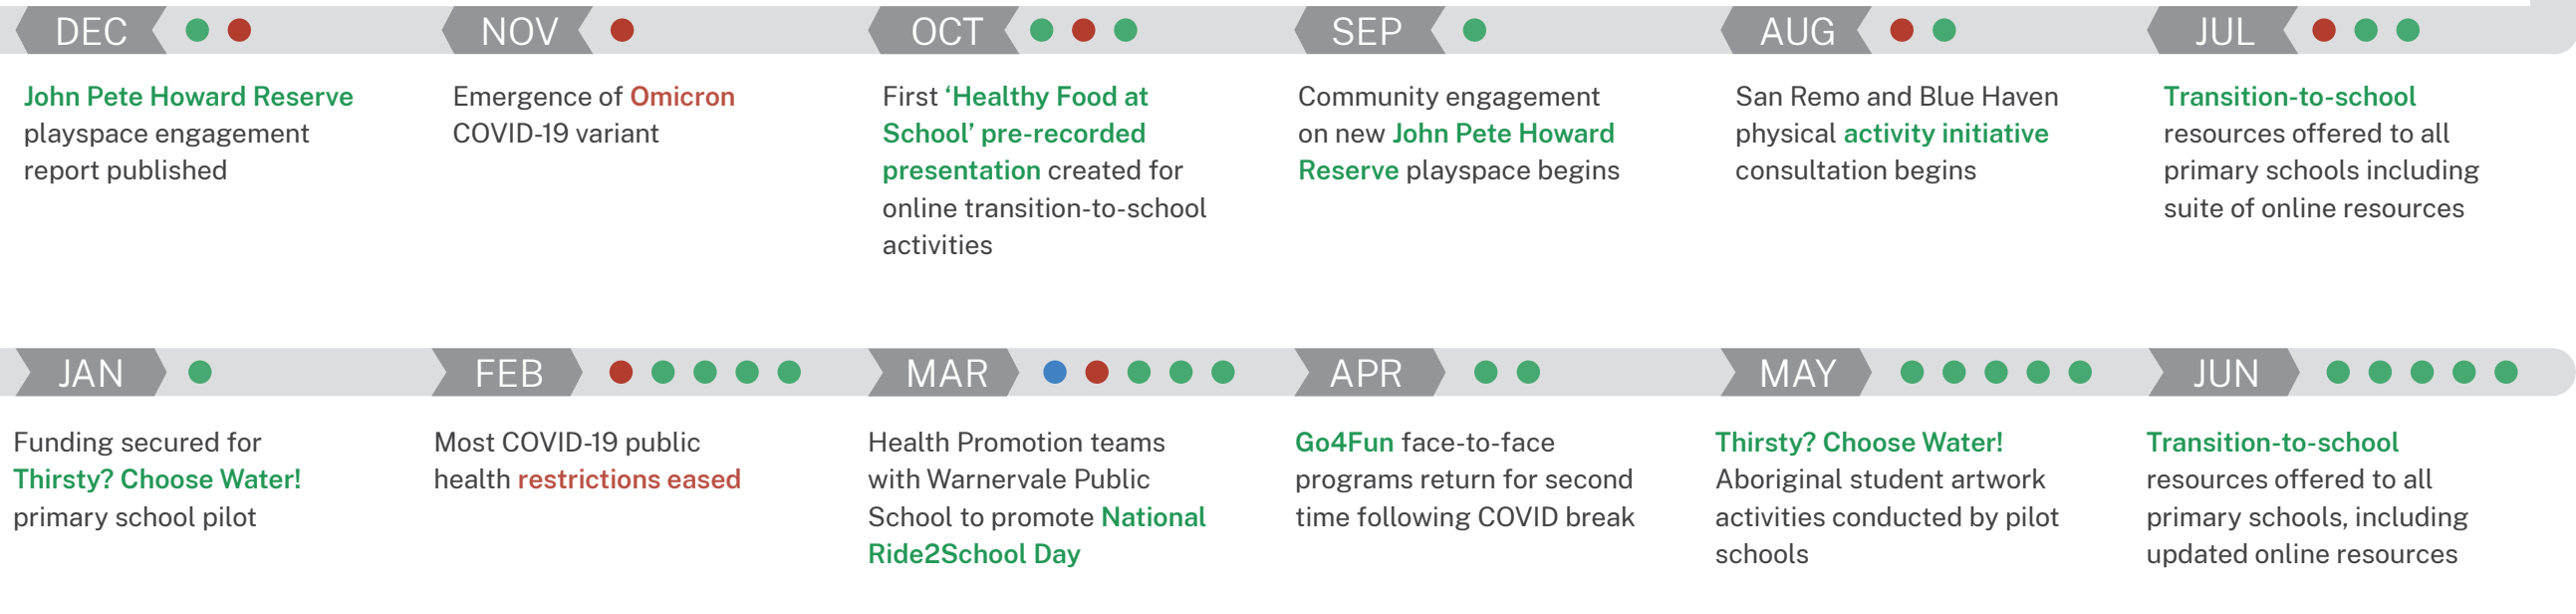 DEC
John Pete Howard Reserve
playspace engagement
report published
NOV
Emergence of Omicron
COVID-19 variant
OCT
First ‘Healthy Food at
School’ pre-recorded
presentation created for
online transition-to-school
activities
SEP
Community engagement
on new John Pete Howard
Reserve playspace begins
AUG
San Remo and Blue Haven
physical activity initiative
consultation begins
JUL
Transition-to-school
resources offered to all
primary schools including
suite of online resources
JAN
Funding secured for
Thirsty? Choose Water!
primary school pilot
FEB
Most COVID-19 public
health restrictions eased
MAR
Health Promotion teams
with Warnervale Public
School to promote National
Ride2School Day
APR
Go4Fun face-to-face
programs return for second
time following COVID break
MAY
Thirsty? Choose Water!
Aboriginal student artwork
activities conducted by pilot
schools
JUN
Transition-to-school
resources offered to all
primary schools, including
updated online resources